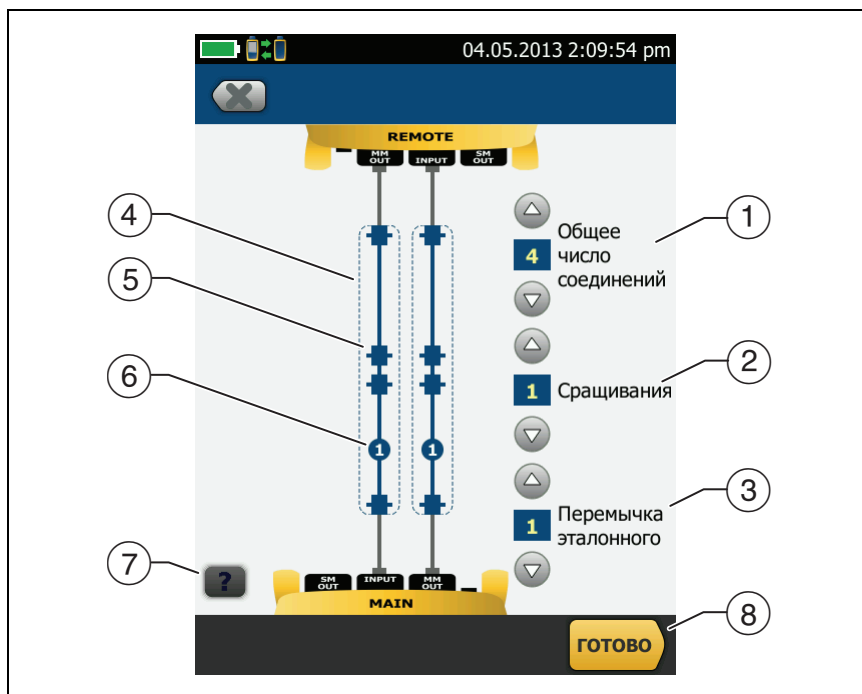 04.05.2013 2:09:54 pm
REMOTE
MM OUT INPUT SM OUT
4 Общее число соединений
1 Сращивания
1 Перемычка эталонного
1 1
?
SM OUT INPUT MM OUT
MAIN
ГОТОВО
1
2
3
4
5
6
7
8